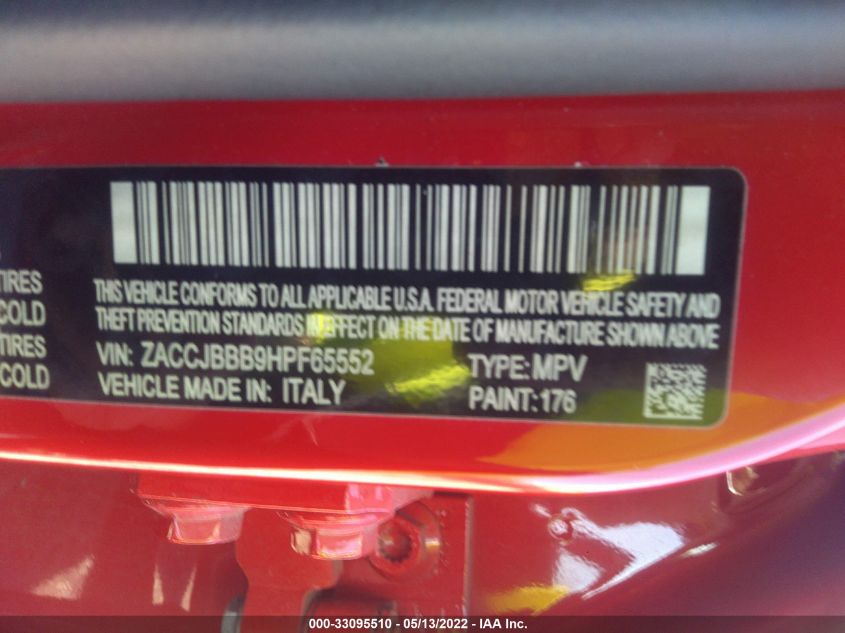 THIS VEHICLE CONFORMS TO ALL APPLICABLE U.S.A. FEDERAL MOTOR VEHICLE SAFETY AND
THEFT PREVENTION STANDARDS IN EFFECT ON THE DATE OF MANUFACTURE SHOWN ABOVE
VIN: ZACCJBBB9HPF65552 TYPE: MPV
VEHICLE MADE IN: ITALY PAINT: 176
TIRES
COLD
TIRES
COLD
000-33095510 - 05/13/2022 - IAA Inc.